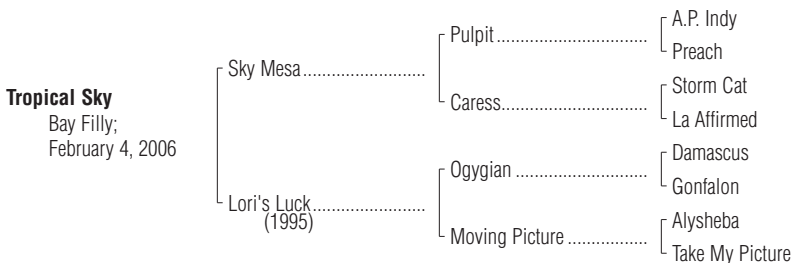 A.P. Indy
Pulpit
Preach
Sky Mesa
Storm Cat
Caress
La Affirmed
Tropical Sky
Bay Filly;
February 4, 2006
Damascus
Ogygian
Gonfalon
Lori's Luck
(1995)
Alysheba
Moving Picture
Take My Picture